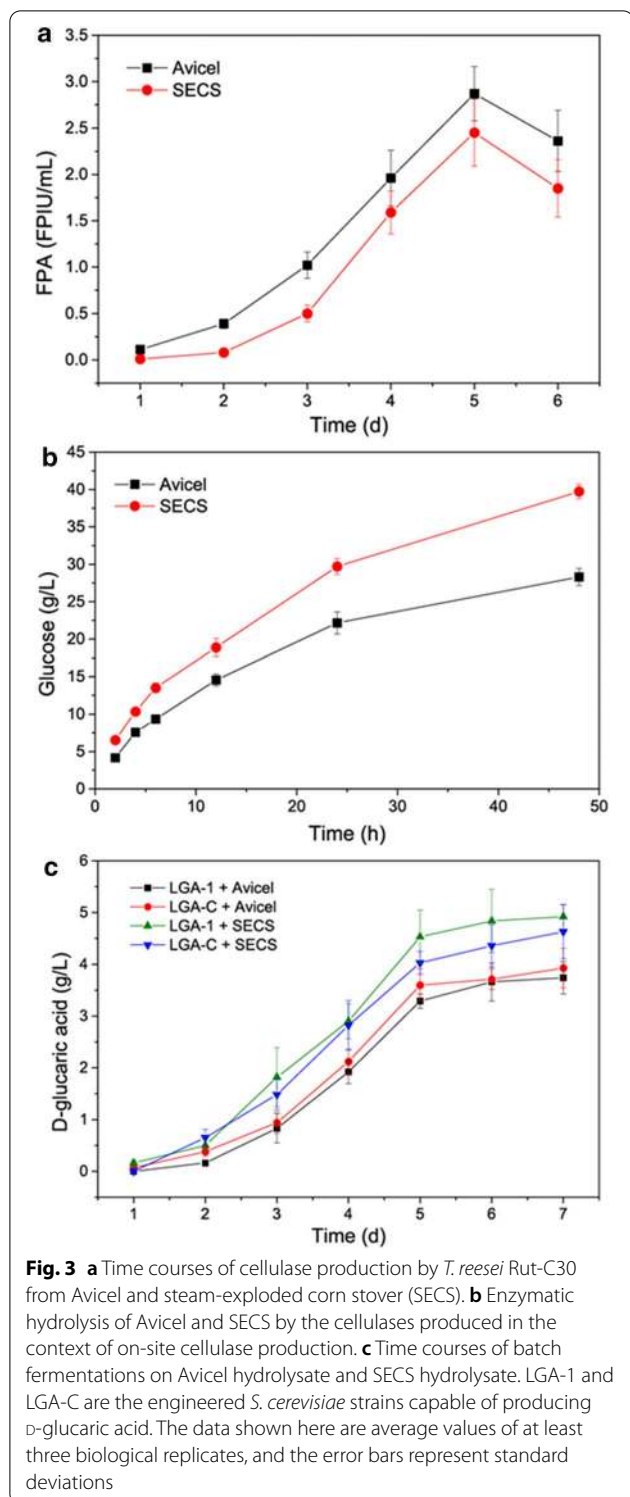 a
3.5
3.0
2.5
2.0
1.5
1.0
0.5
0.0
FPA (FPIU/mL)
Avicel
SECS
1 2 3 4 5 6
Time (d)
b
45
40
35
30
25
20
15
10
5
0
Glucose (g/L)
Avicel
SECS
0 10 20 30 40 50
Time (h)
c
6
5
4
3
2
1
0
D-glucaric acid (g/L)
LGA-1 + Avicel
LGA-C + Avicel
LGA-1 + SECS
LGA-C + SECS
1 2 3 4 5 6 7
Time (d)
Fig. 3 a Time courses of cellulase production by T. reesei Rut-C30
from Avicel and steam-exploded corn stover (SECS). b Enzymatic
hydrolysis of Avicel and SECS by the cellulases produced in the
context of on-site cellulase production. c Time courses of batch
fermentations on Avicel hydrolysate and SECS hydrolysate. LGA-1 and
LGA-C are the engineered S. cerevisiae strains capable of producing
D-glucaric acid. The data shown here are average values of at least
three biological replicates, and the error bars represent standard
deviations